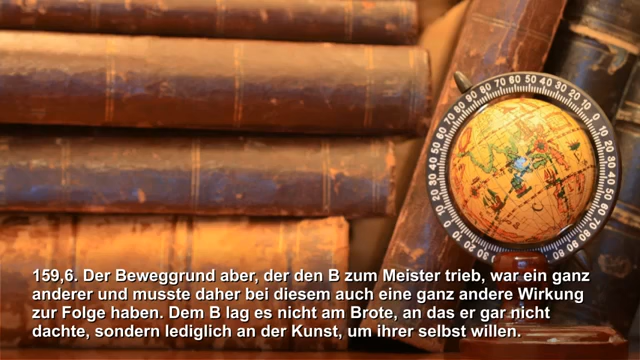 159,6. Der Beweggrund aber, der den B zum Meister trieb, war ein ganz
anderer und musste daher bei diesem auch eine ganz andere Wirkung
zur Folge haben. Dem B lag es nicht am Brote, an das er gar nicht
dachte, sondern lediglich an der Kunst, um ihrer selbst willen.